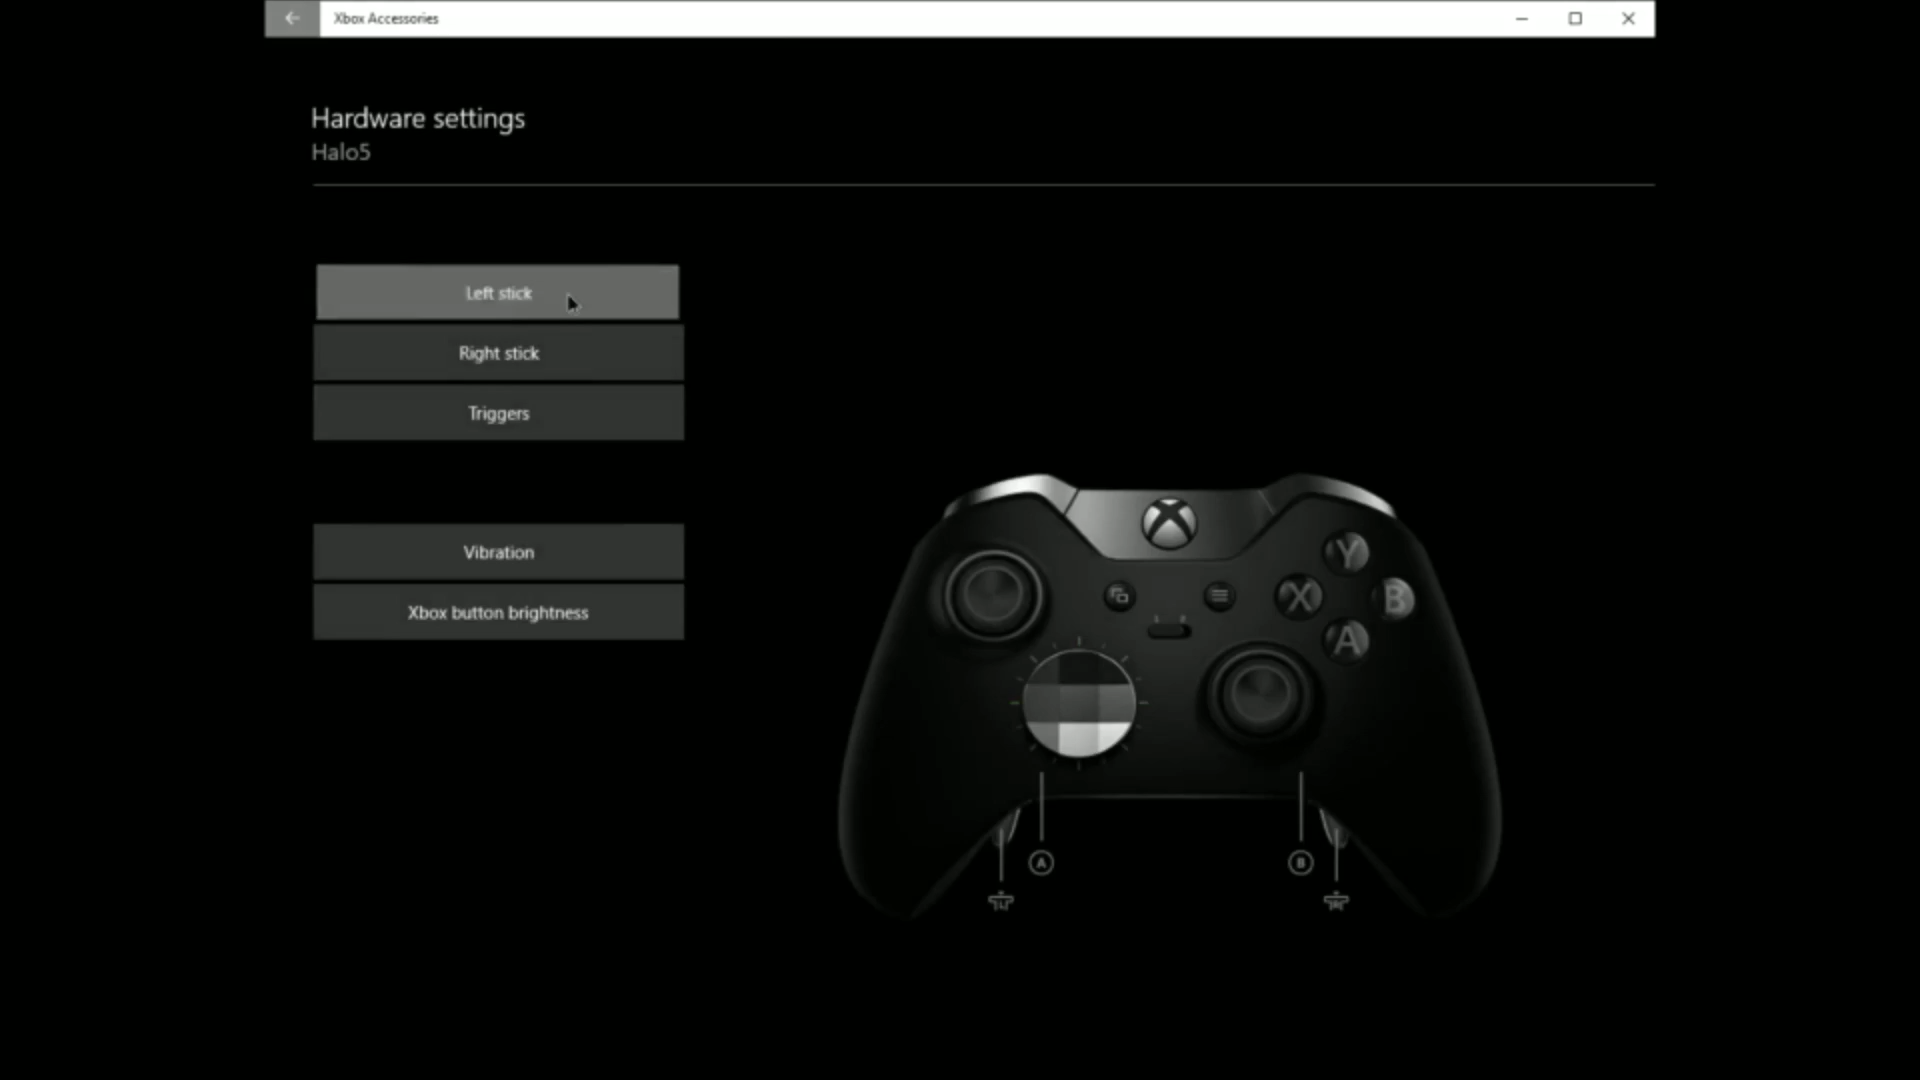 Xbox Accessories
Hardware settings
Halo5
Left stick
Right stick
Triggers
Vibration
Xbox button brightness
Y
X
B
A
A
B